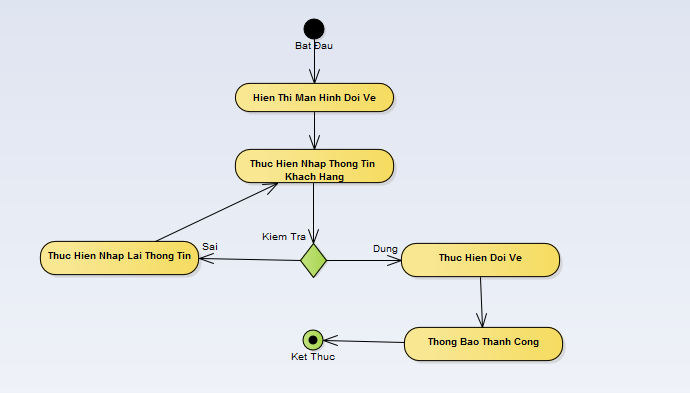 Bat Dau
Hien Thi Man Hinh Doi Ve
Thuc Hien Nhap Thong Tin
Khach Hang
Kiem Tra
Sai
Dung
Thuc Hien Nhap Lai Thong Tin
Thuc Hien Doi Ve
Thong Bao Thanh Cong
Ket Thuc